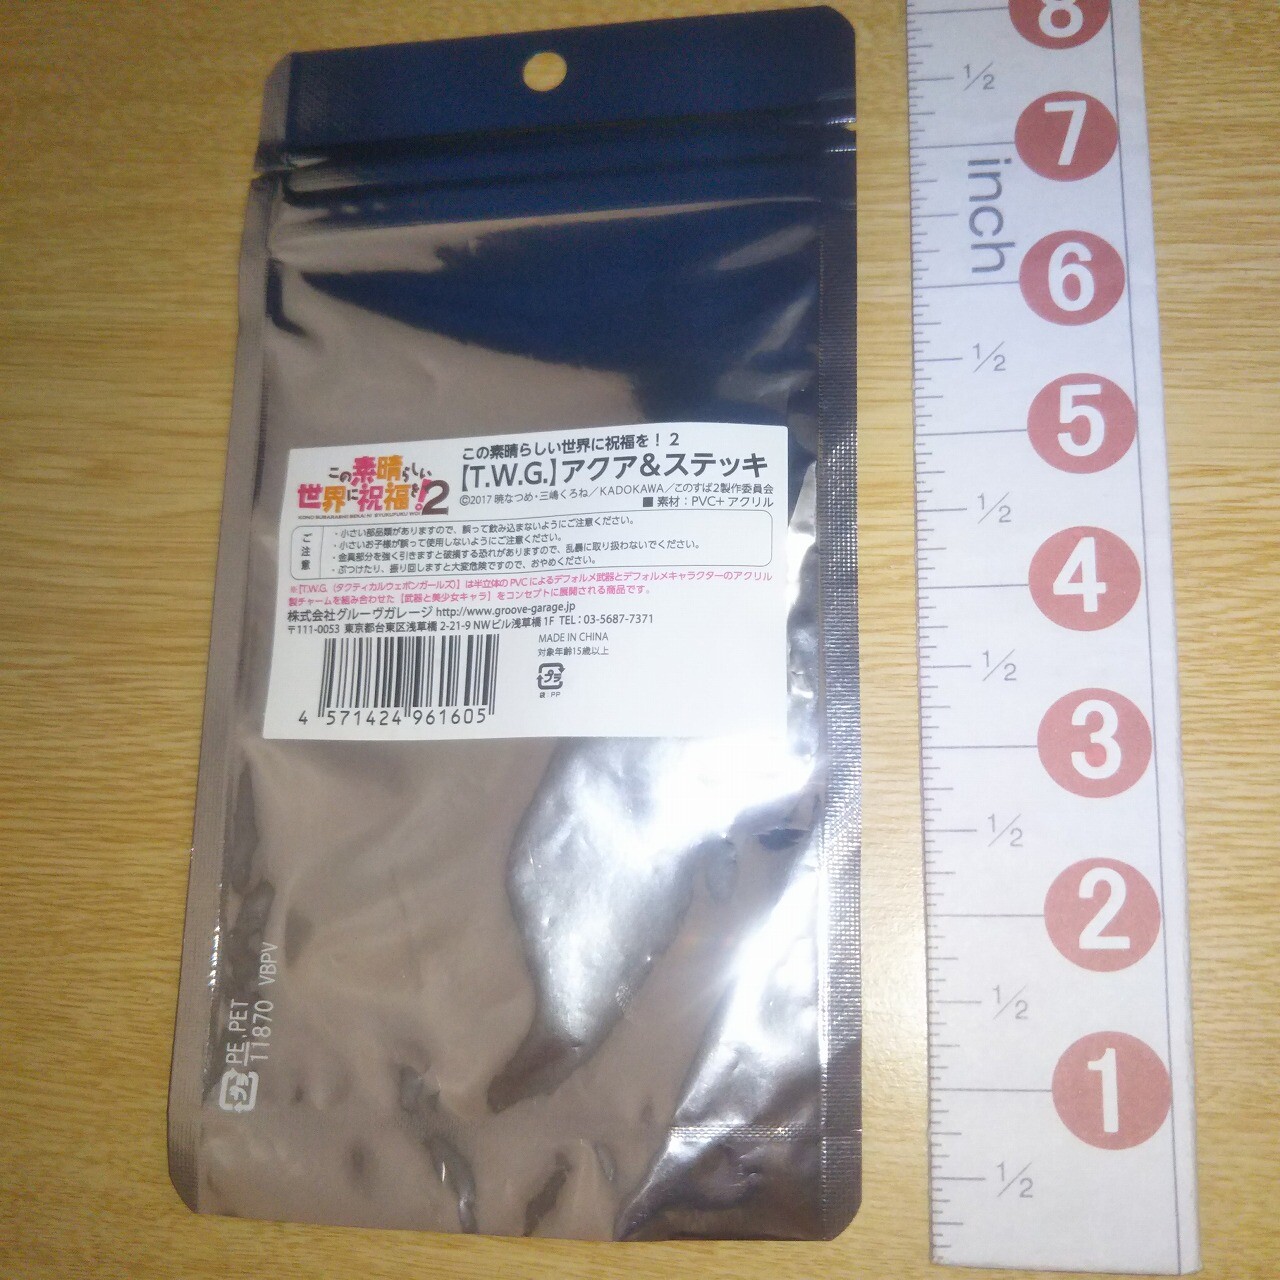 この素晴らしい世界に祝福を！２
【T.W.G.】アクア＆ステッキ
©2017 暁なつめ・三嶋くろね／KADOKAWA／このすば2製作委員会
■ 素材：PVC+ アクリル
この素晴らしい
世界に祝福を！2
KONO SUBARASHII SEKAI NI SYUKUFUKU WO!
ご注意
・小さい部品類がありますので、誤って飲み込まないようにご注意ください。
・小さいお子様が誤って使用しないようにご注意ください。
・金具部分を強く引きますと破損する恐れがありますので、乱暴に取り扱わないでください。
・ぶつけたり、振り回しますと大変危険ですので、おやめください。
※【T.W.G.（タクティカルウェポンガールズ）】は半立体のPVCによるデフォルメ武器とデフォルメキャラクターのアクリル
製チャームを組み合わせた【武器と美少女キャラ】をコンセプトに展開される商品です。
株式会社グルーヴガレージ http://www.groove-garage.jp
〒111-0053 東京都台東区浅草橋 2-21-9 NWビル浅草橋 1F TEL：03-5687-7371
MADE IN CHINA
対象年齢15歳以上
プラ
袋：PP
4 571424 961605
プラ PE,PET
11870 VBPV
8
1/2
7
inch
6
1/2
5
1/2
4
1/2
3
1/2
2
1/2
1
1/2